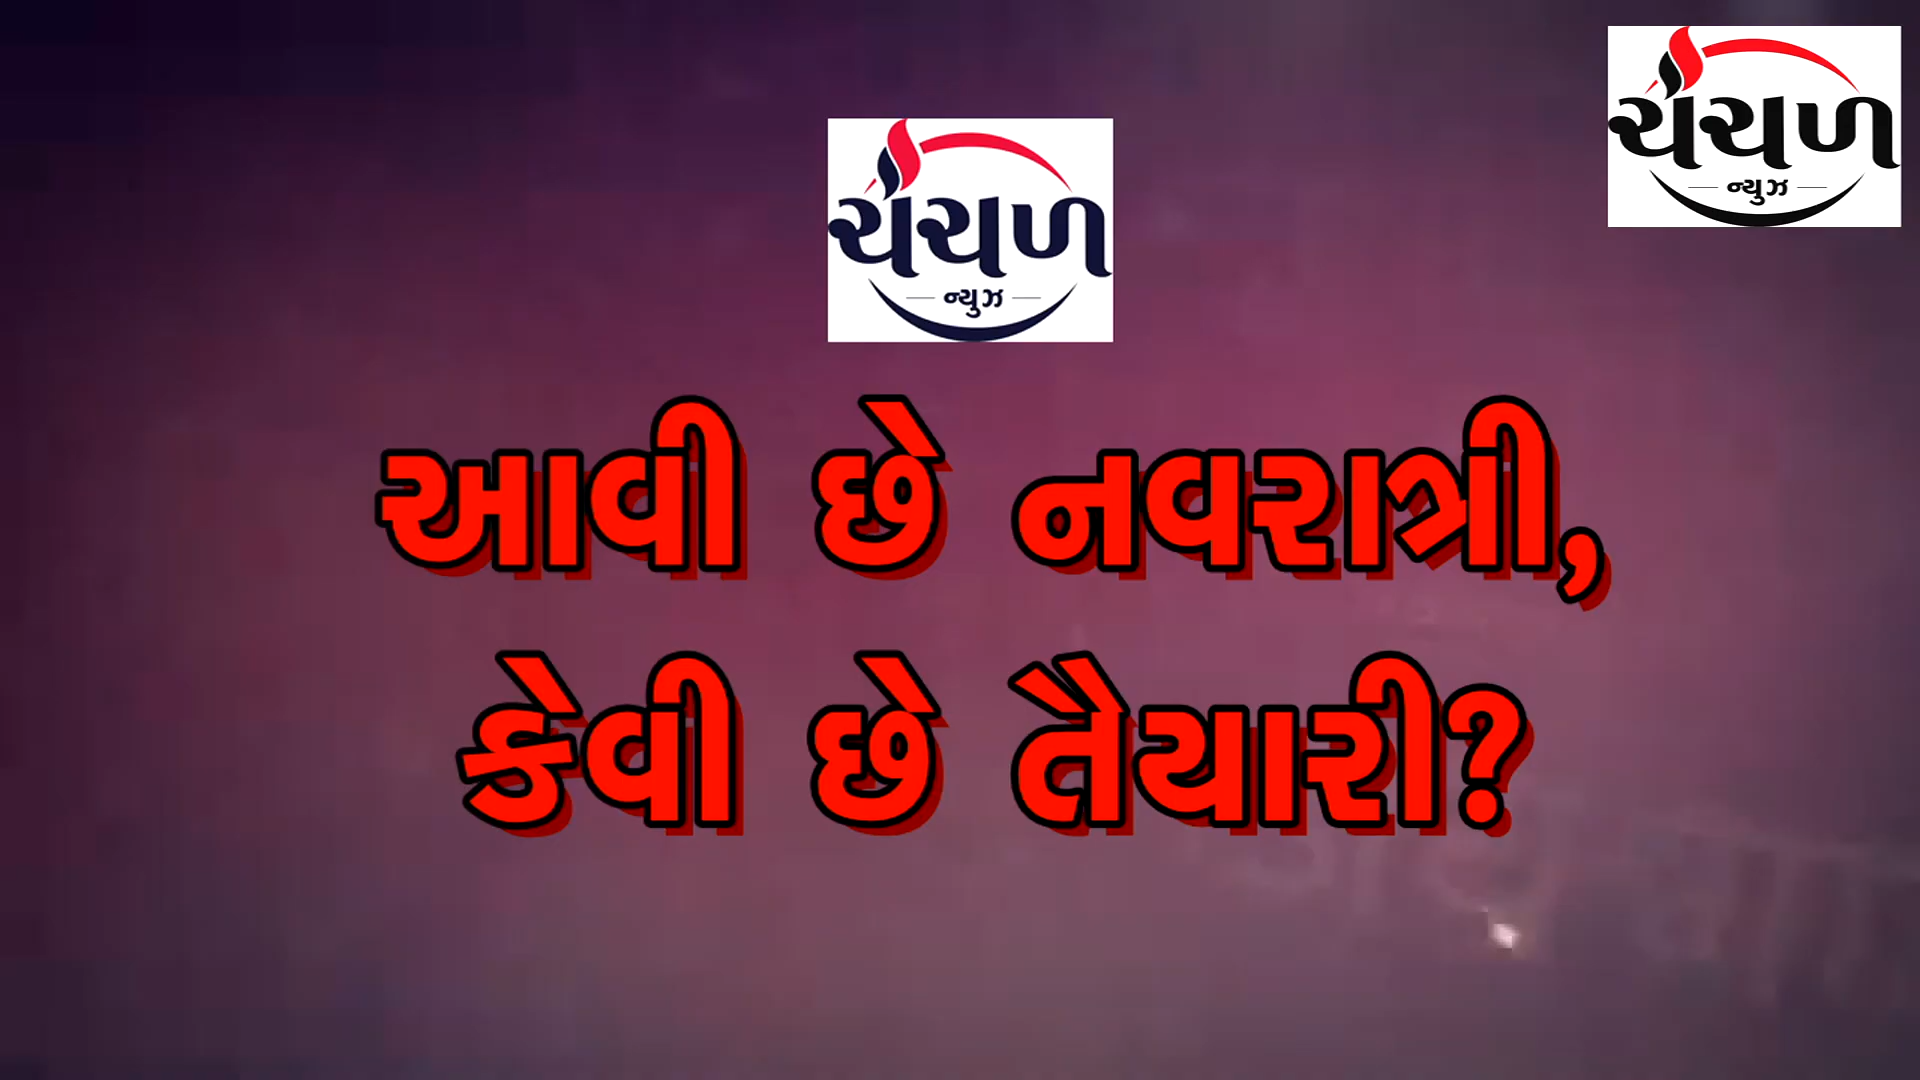 ચંચળ
ન્યુઝ
ચંચળ
ન્યુઝ
આવી છે નવરાત્રી,
કેવી છે તૈયારી?